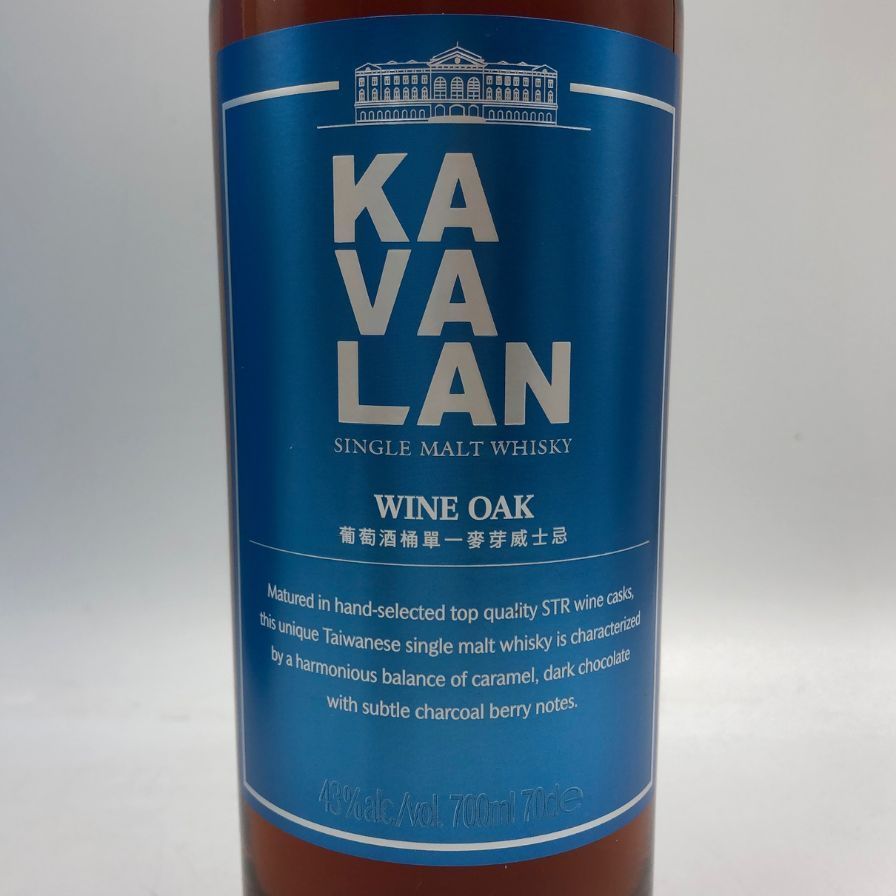 KA
VA
LAN
SINGLE MALT WHISKY
WINE OAK
葡萄酒桶單一麥芽威士忌
Matured in hand-selected top quality STR wine casks,
this unique Taiwanese single malt whisky is characterized
by a harmonious balance of caramel, dark chocolate
with subtle charcoal berry notes.
43%alc./vol. 700ml 70cl e